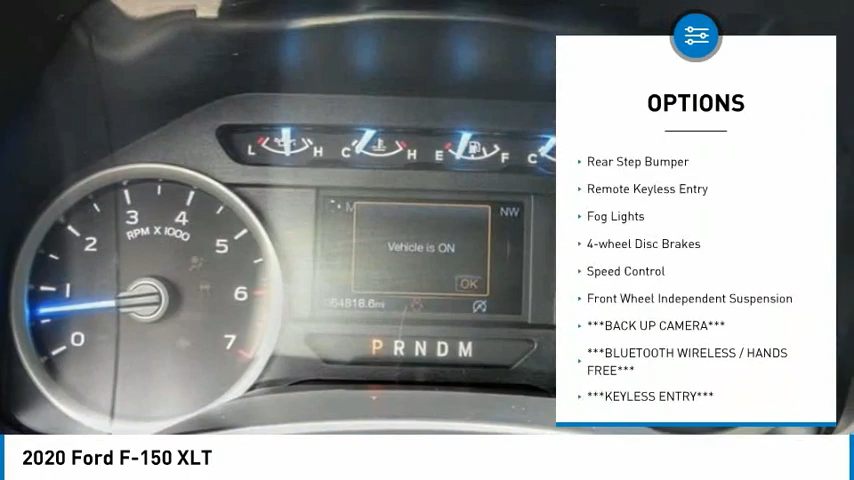 L H C H E F C
3 4
RPM X 1000
2 5
1 6
0 7
NW
Vehicle is ON
OK
64818.6mi
P R N D M
OPTIONS
Rear Step Bumper
Remote Keyless Entry
Fog Lights
4-wheel Disc Brakes
Speed Control
Front Wheel Independent Suspension
***BACK UP CAMERA***
***BLUETOOTH WIRELESS / HANDS
FREE***
***KEYLESS ENTRY***
2020 Ford F-150 XLT